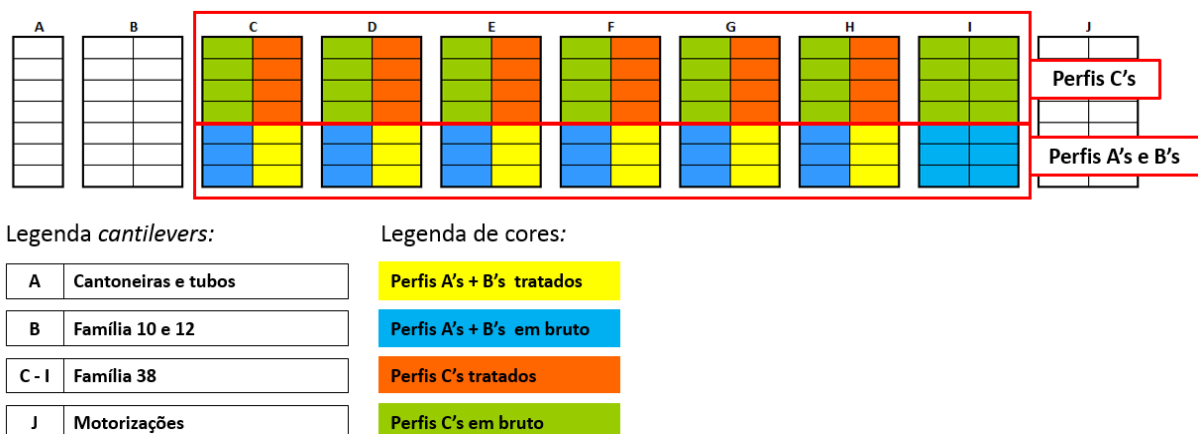 A B C D E F G H I J
Perfis C's
Perfis A's e B's
Legenda cantilevers:
A Cantoneiras e tubos
B Família 10 e 12
C - I Família 38
J Motorizações
Legenda de cores:
Perfis A's + B's tratados
Perfis A's + B's em bruto
Perfis C's tratados
Perfis C's em bruto